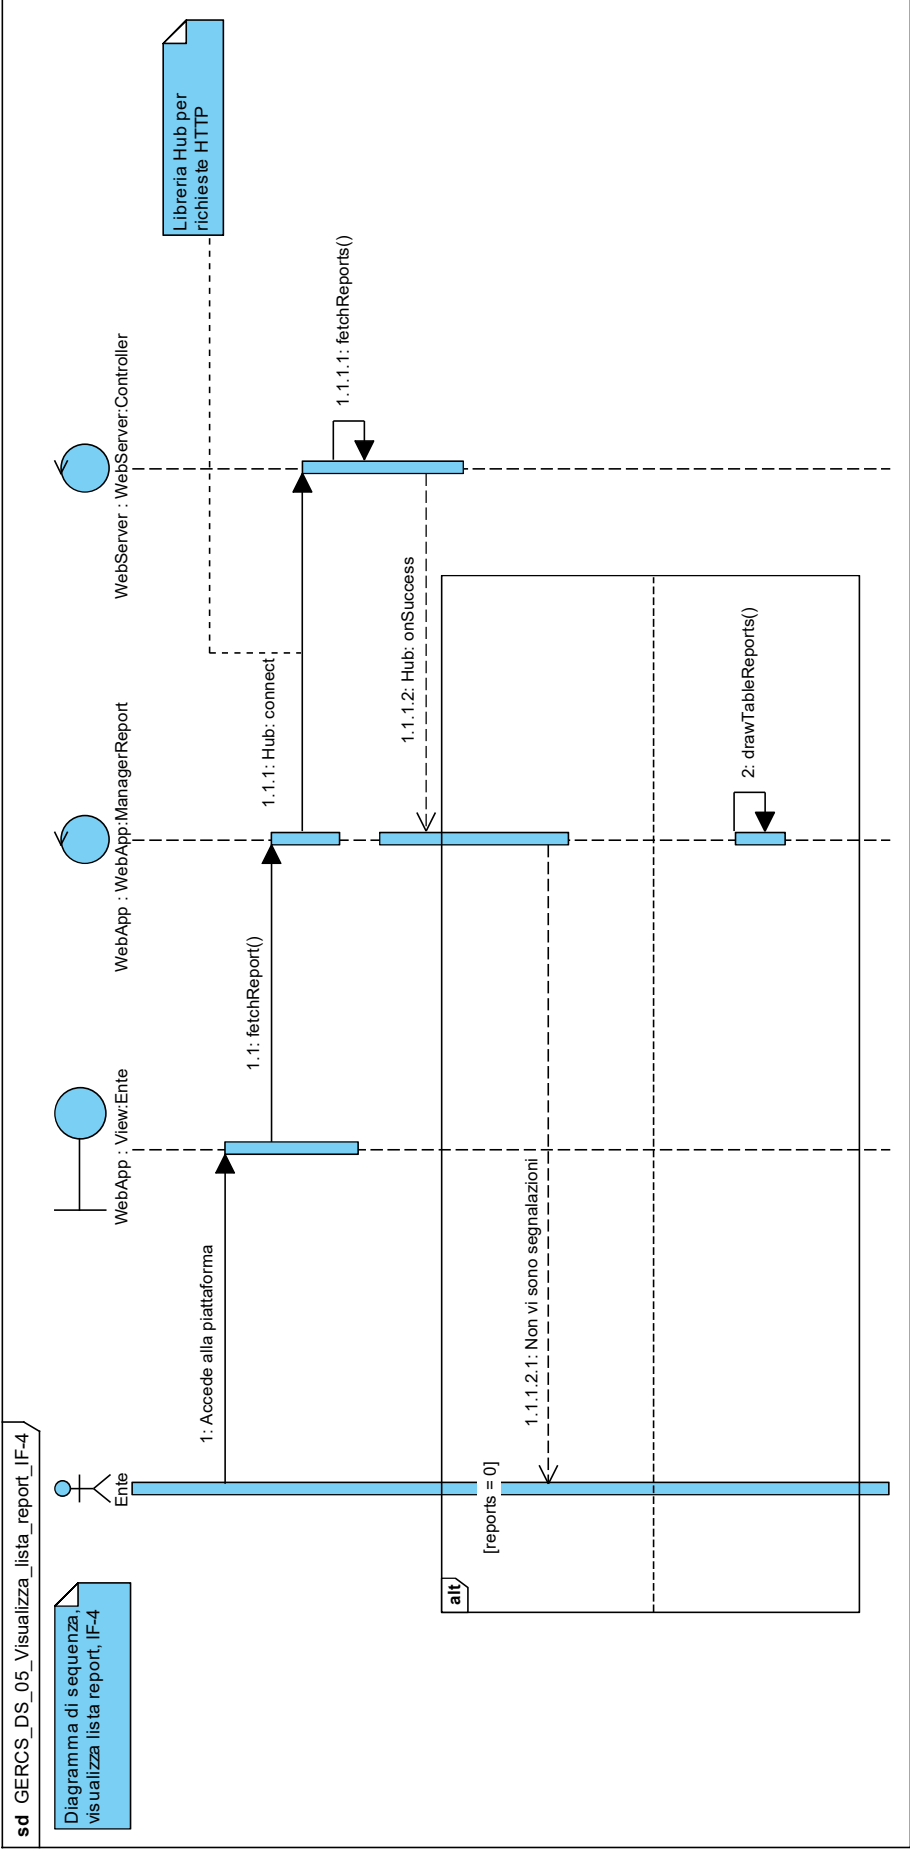 sd GERCS_DS_05_Visualizza_lista_report_IF-4
Diagramma di sequenza,
visualizza lista report, IF-4
Ente
WebApp : View:Ente
WebApp : WebApp:ManagerReport
WebServer : WebServer:Controller
Libreria Hub per
richieste HTTP
1: Accede alla piattaforma
1.1: fetchReport()
1.1.1: Hub: connect
1.1.1.1: fetchReports()
1.1.1.2: Hub: onSuccess
alt
[reports = 0]
1.1.1.2.1: Non vi sono segnalazioni
2: drawTableReports()